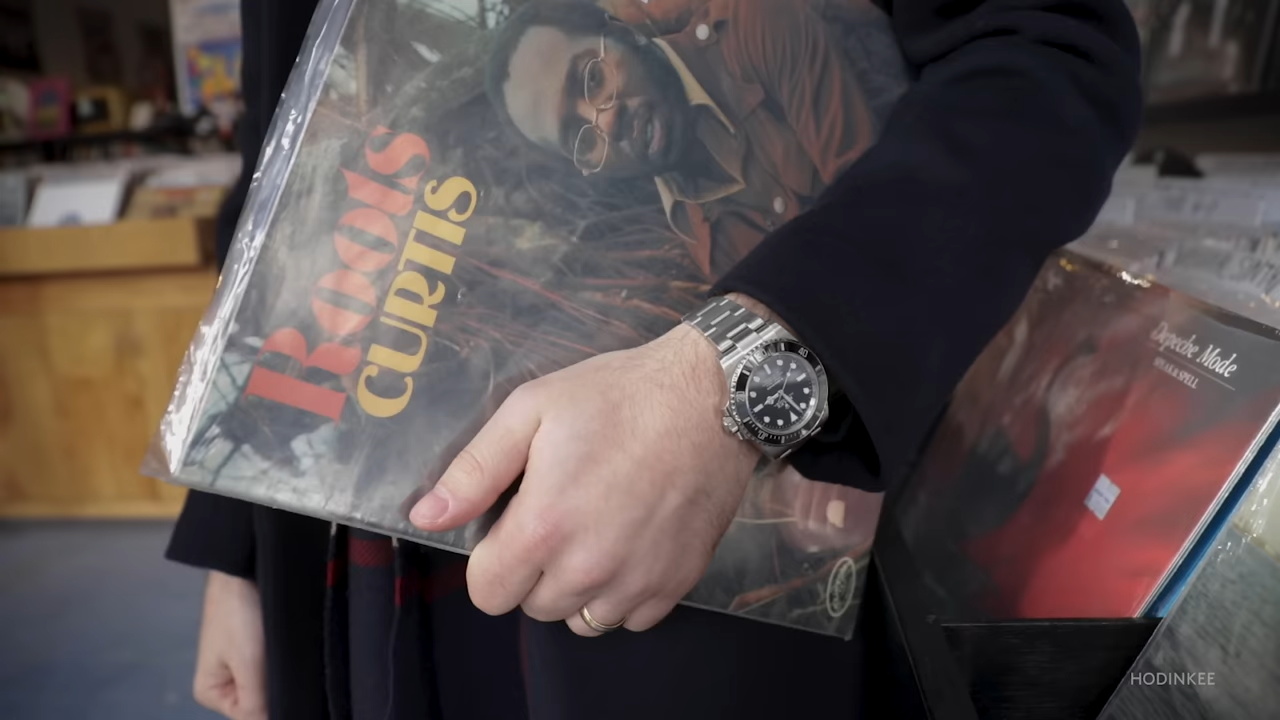 Roots
CURTIS
Depeche Mode
SPEAK & SPELL
HODINKEE